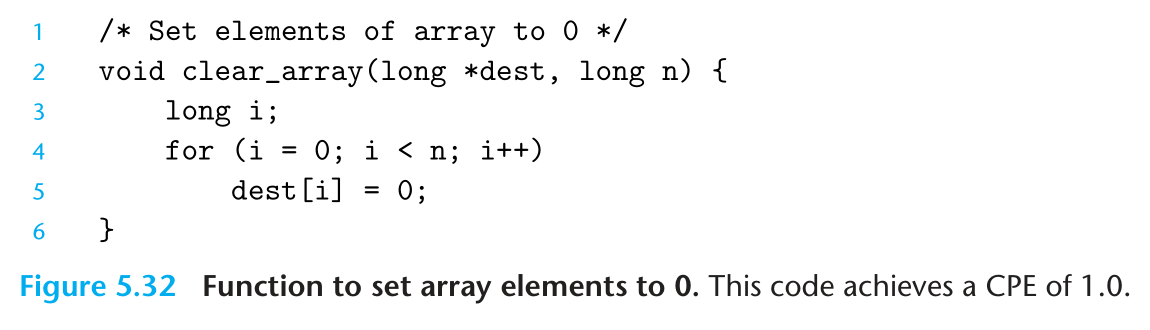 1 /* Set elements of array to 0 */
2 void clear_array(long *dest, long n) {
3     long i;
4     for (i = 0; i < n; i++)
5         dest[i] = 0;
6 }
Figure 5.32 Function to set array elements to 0. This code achieves a CPE of 1.0.